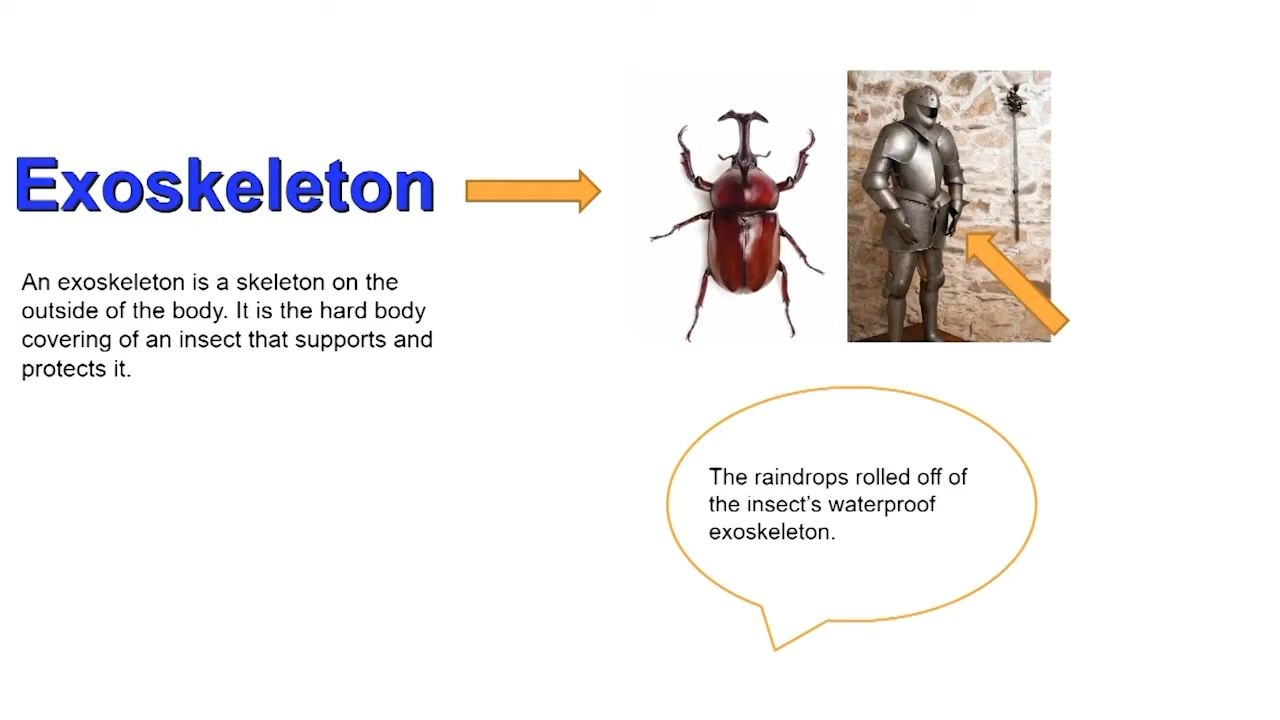 Exoskeleton
An exoskeleton is a skeleton on the
outside of the body. It is the hard body
covering of an insect that supports and
protects it.
The raindrops rolled off of
the insect’s waterproof
exoskeleton.